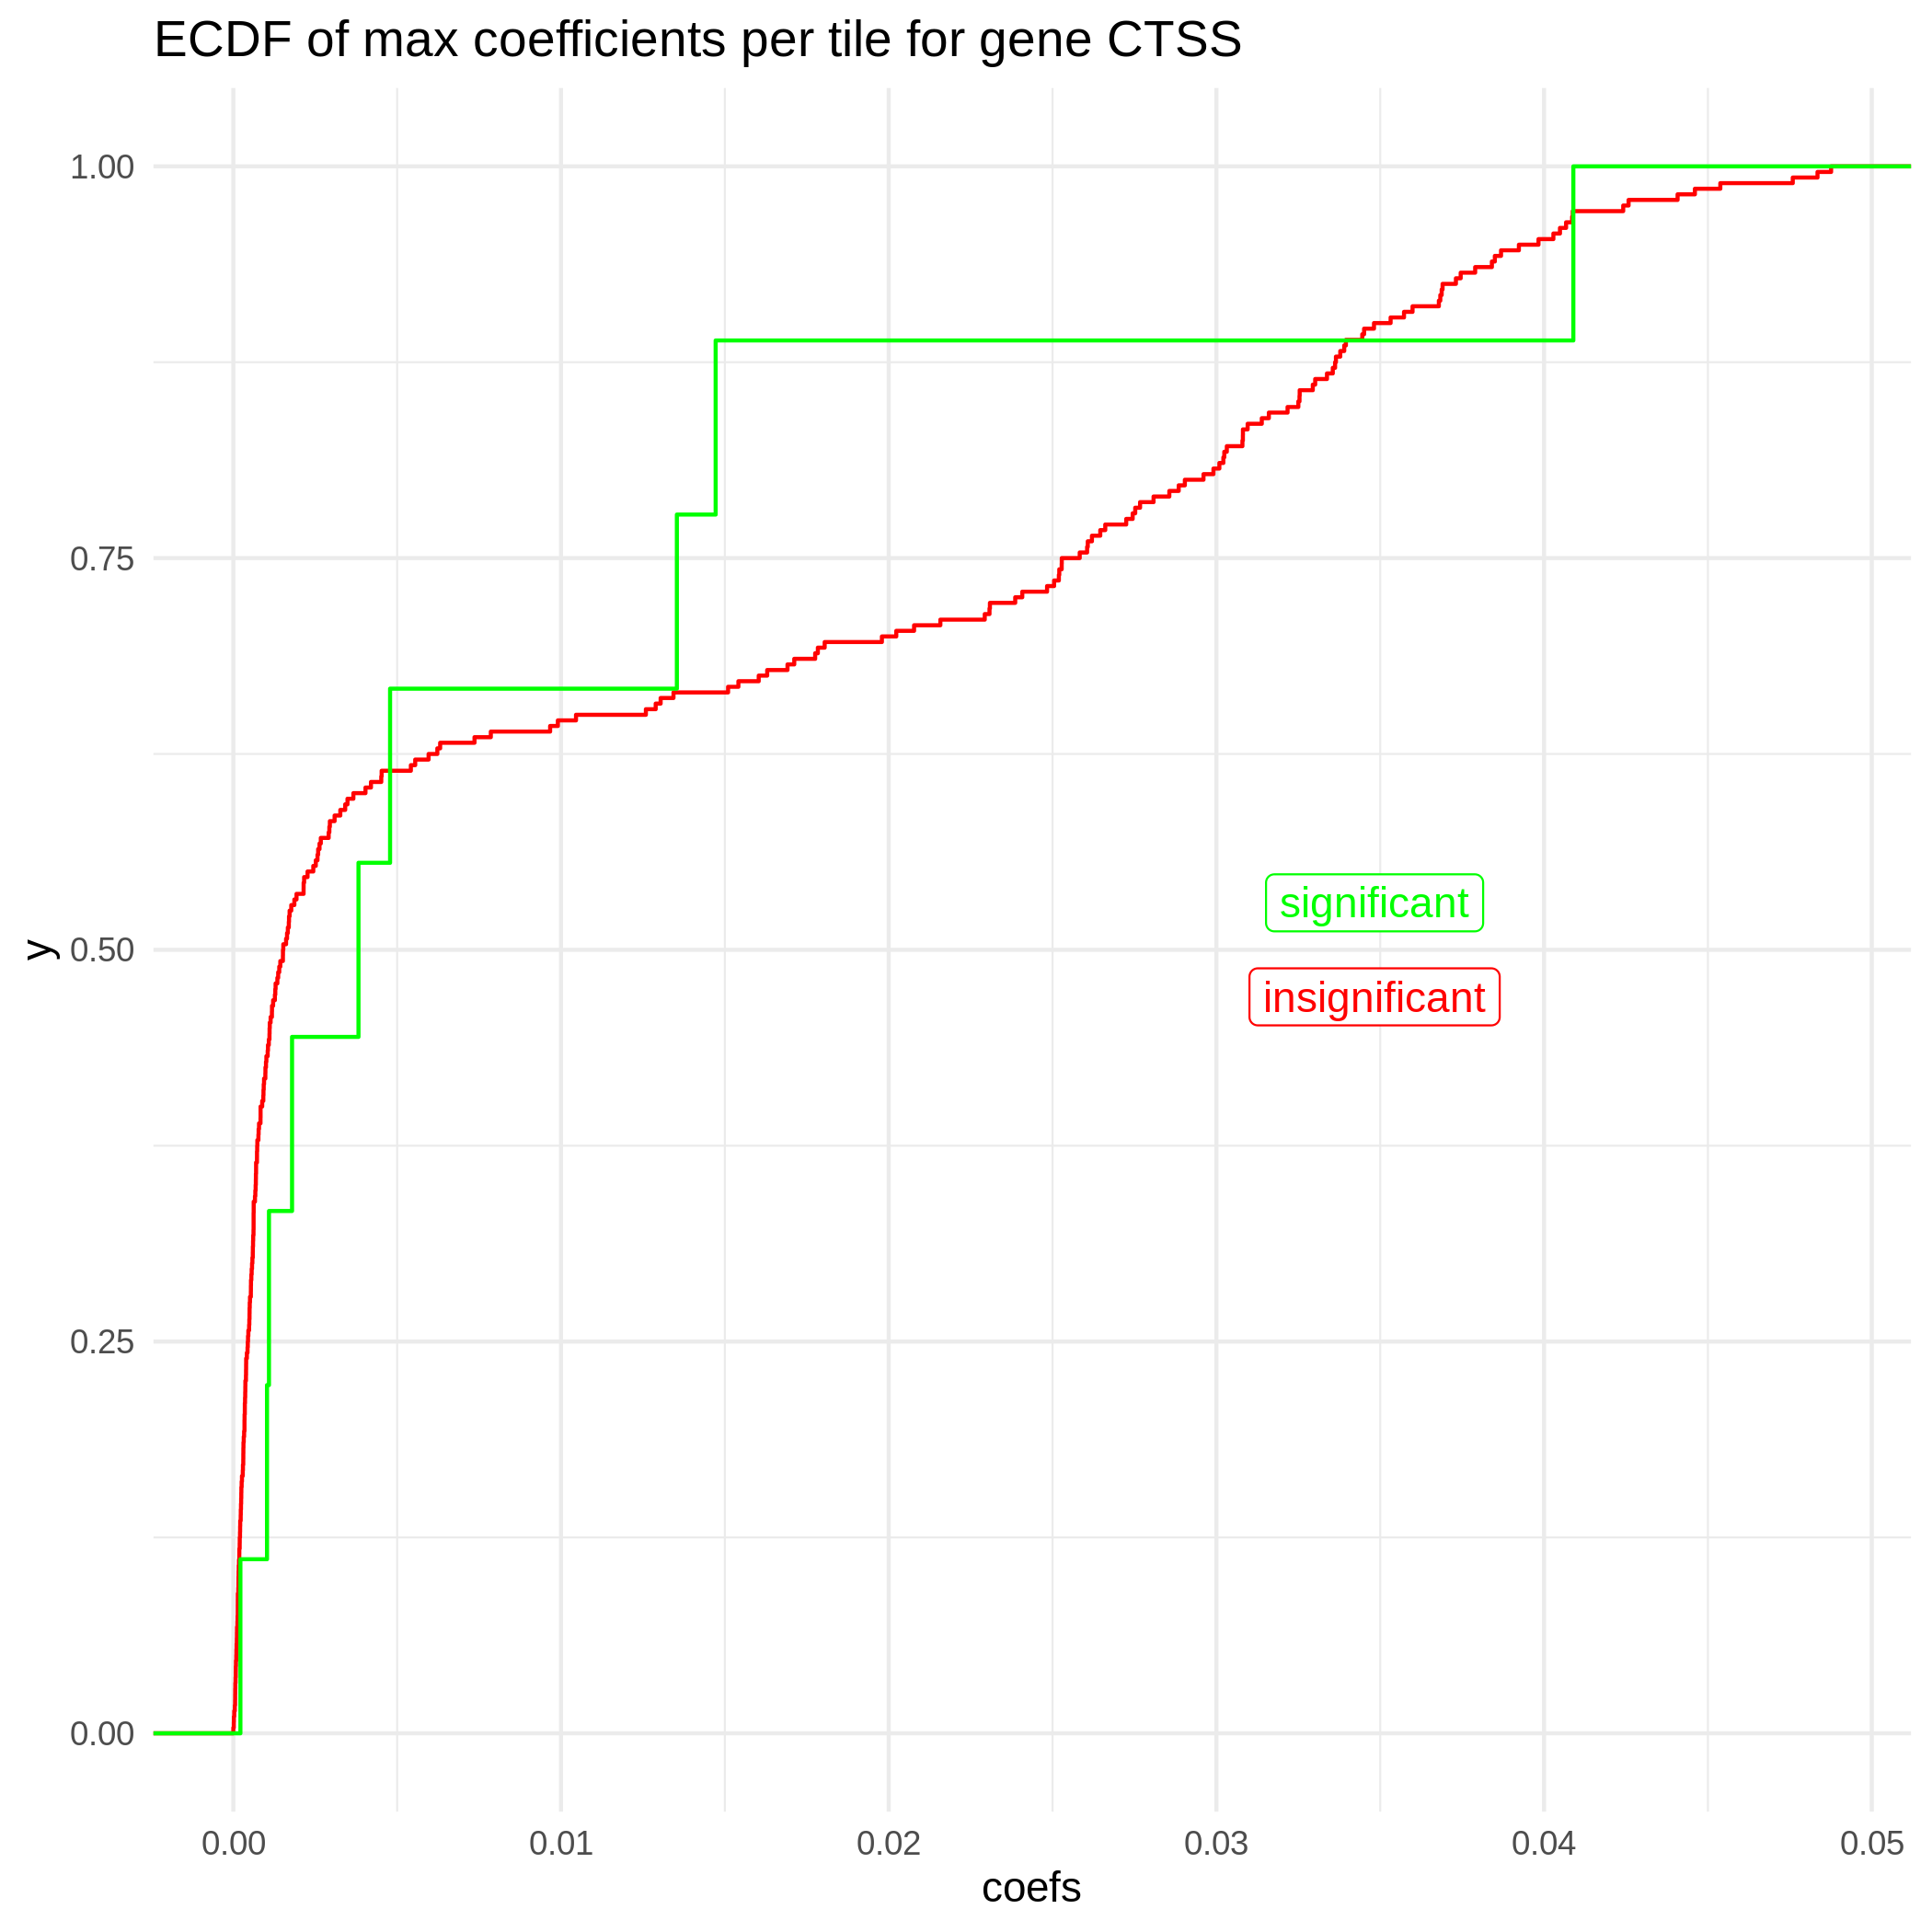 ECDF of max coefficients per tile for gene CTSS
1.00
0.75
0.50
0.25
0.00
y
significant
insignificant
0.00 0.01 0.02 0.03 0.04 0.05
coefs